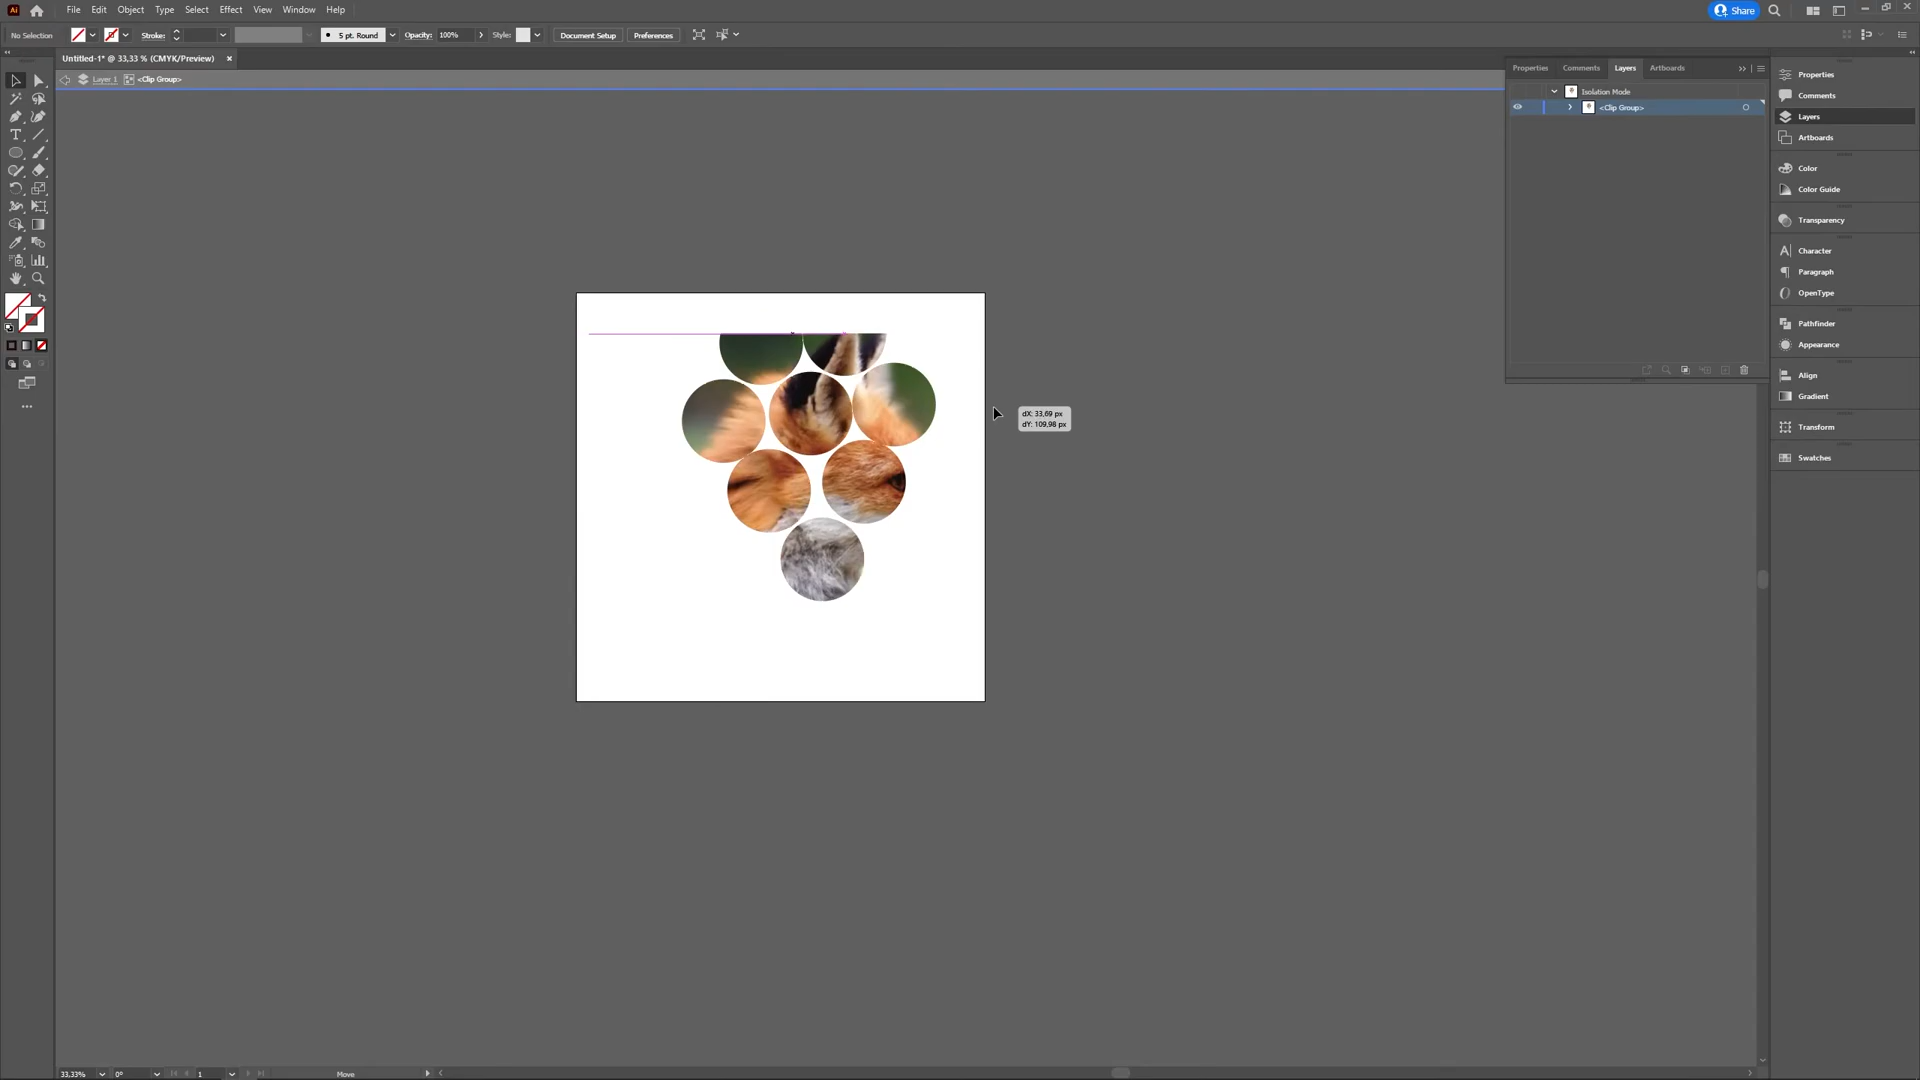 Ai
File Edit Object Type Select Effect View Window Help
Share
No Selection
Stroke:
5 pt. Round
Opacity: 100%
Style:
Document Setup
Preferences
Untitled-1* @ 33,33 % (CMYK/Preview)
Layer 1
<Clip Group>
Properties Comments Layers Artboards
Isolation Mode
<Clip Group>
Properties
Comments
Layers
Artboards
Color
Color Guide
Transparency
Character
Paragraph
OpenType
Pathfinder
Appearance
Align
Gradient
Transform
Swatches
dX: 33,69 px
dY: 109,98 px
33,33%
0°
1
Move